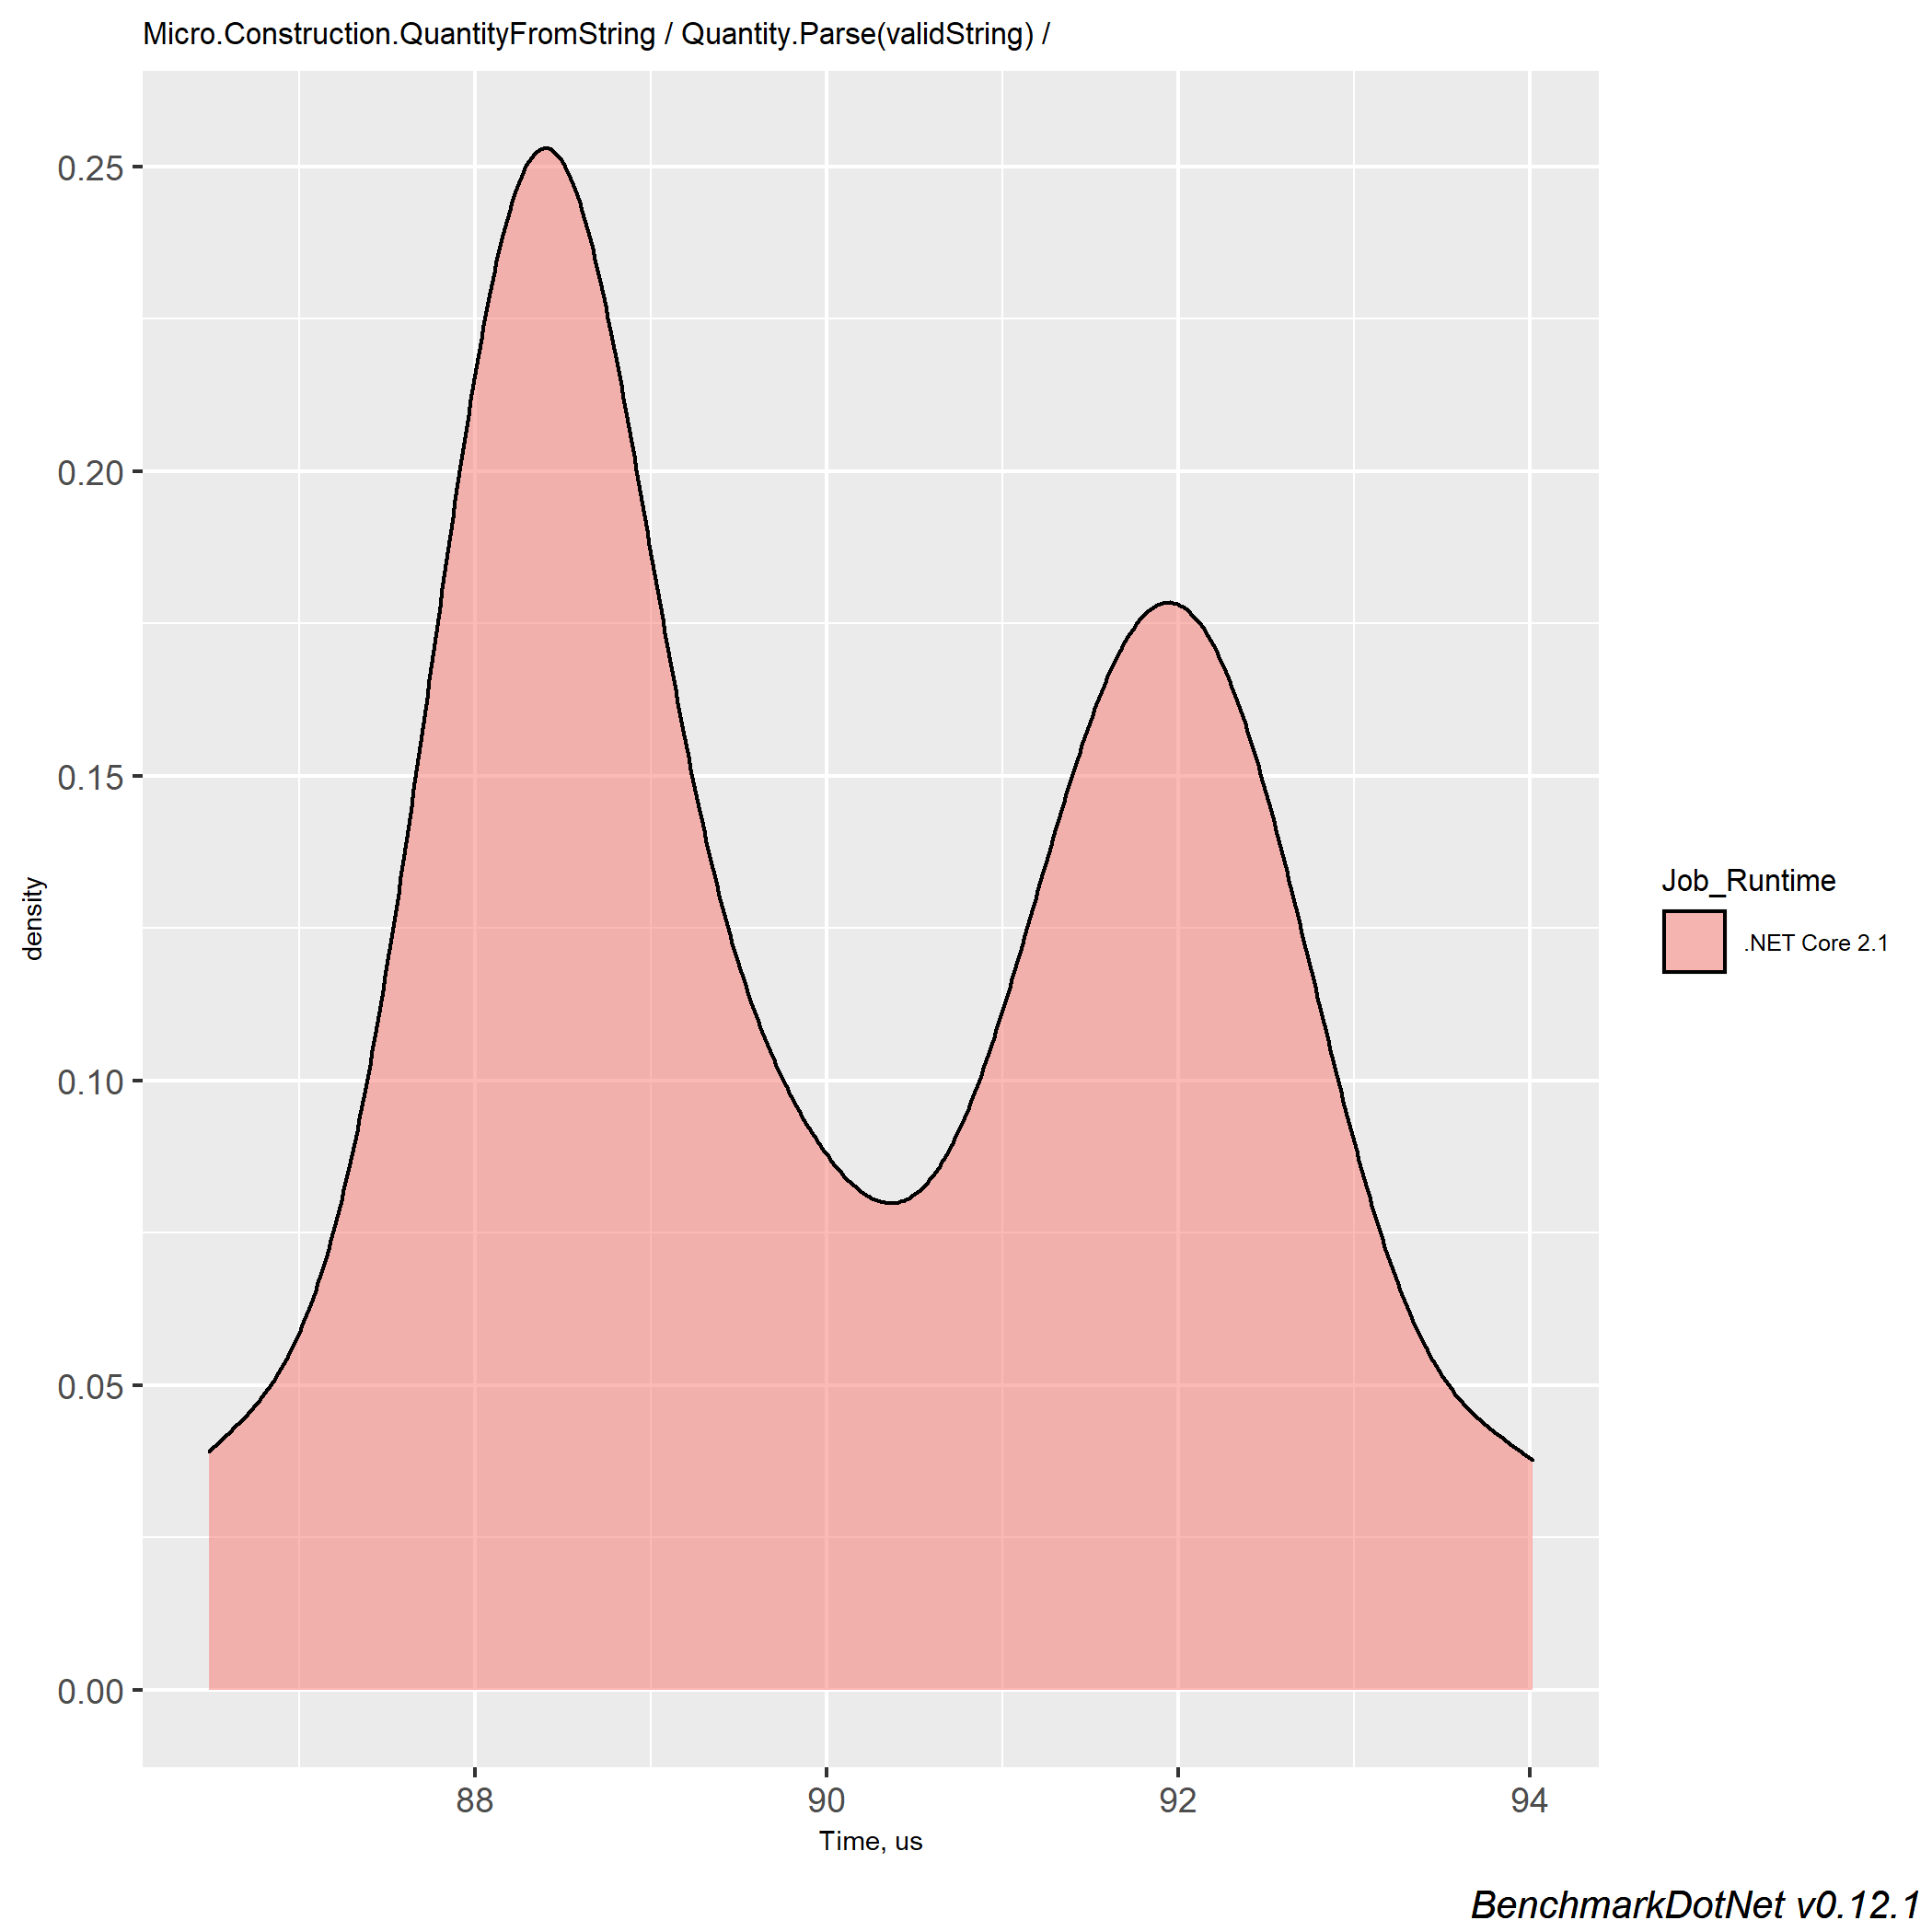 Micro.Construction.QuantityFromString / Quantity.Parse(validString) /
0.25
0.20
0.15
0.10
0.05
0.00
density
88 90 92 94
Time, us
Job_Runtime
.NET Core 2.1
BenchmarkDotNet v0.12.1